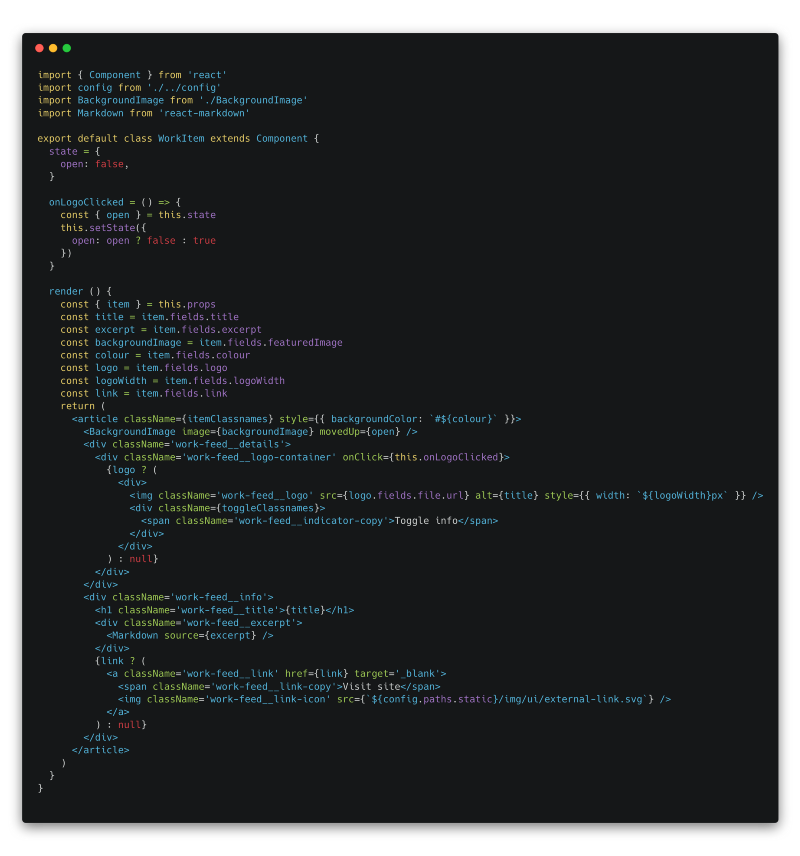 import { Component } from 'react'
import config from './../config'
import BackgroundImage from './BackgroundImage'
import Markdown from 'react-markdown'

export default class WorkItem extends Component {
  state = {
    open: false,
  }

  onLogoClicked = () => {
    const { open } = this.state
    this.setState({
      open: open ? false : true
    })
  }

  render () {
    const { item } = this.props
    const title = item.fields.title
    const excerpt = item.fields.excerpt
    const backgroundImage = item.fields.featuredImage
    const colour = item.fields.colour
    const logo = item.fields.logo
    const logoWidth = item.fields.logoWidth
    const link = item.fields.link
    return (
      <article className={itemClassnames} style={{ backgroundColor: `#${colour}` }}>
        <BackgroundImage image={backgroundImage} movedUp={open} />
        <div className='work-feed__details'>
          <div className='work-feed__logo-container' onClick={this.onLogoClicked}>
            {logo ? (
              <div>
                <img className='work-feed__logo' src={logo.fields.file.url} alt={title} style={{ width: `${logoWidth}px` }} />
                <div className={toggleClassnames}>
                  <span className='work-feed__indicator-copy'>Toggle info</span>
                </div>
              </div>
            ) : null}
          </div>
        </div>
        <div className='work-feed__info'>
          <h1 className='work-feed__title'>{title}</h1>
          <div className='work-feed__excerpt'>
            <Markdown source={excerpt} />
          </div>
          {link ? (
            <a className='work-feed__link' href={link} target='_blank'>
              <span className='work-feed__link-copy'>Visit site</span>
              <img className='work-feed__link-icon' src={`${config.paths.static}/img/ui/external-link.svg`} />
            </a>
          ) : null}
        </div>
      </article>
    )
  }
}